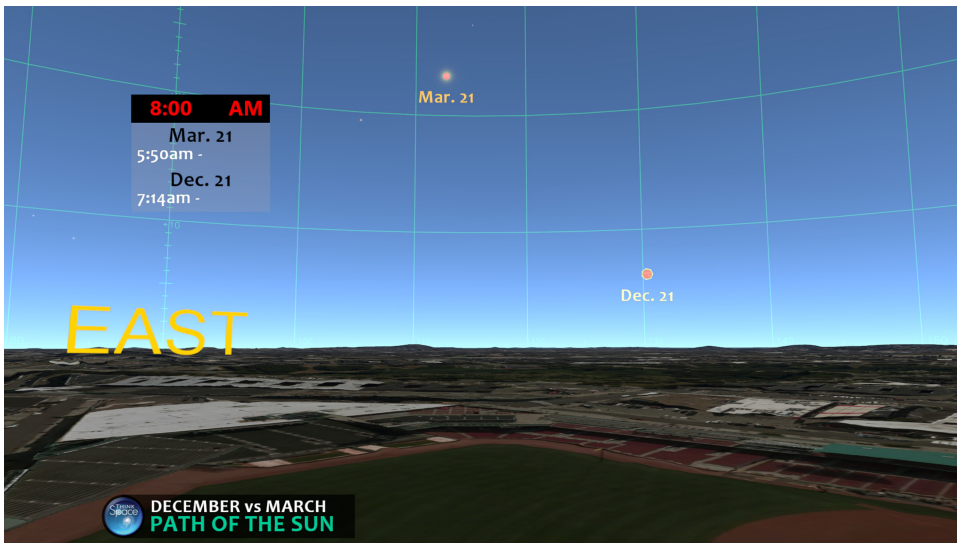 Mar. 21
8:00 AM
Mar. 21
5:50am -
Dec. 21
7:14am -
+10
Dec. 21
EAST
THINK
Space
DECEMBER vs MARCH
PATH OF THE SUN